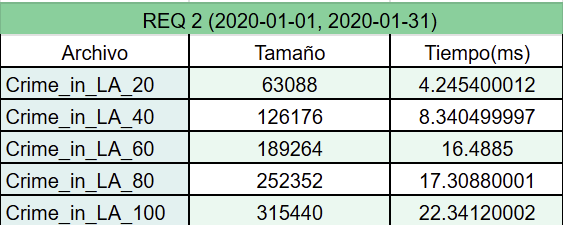 REQ 2 (2020-01-01, 2020-01-31)
Archivo Tamaño Tiempo(ms)
Crime_in_LA_20 63088 4.245400012
Crime_in_LA_40 126176 8.340499997
Crime_in_LA_60 189264 16.4885
Crime_in_LA_80 252352 17.30880001
Crime_in_LA_100 315440 22.34120002